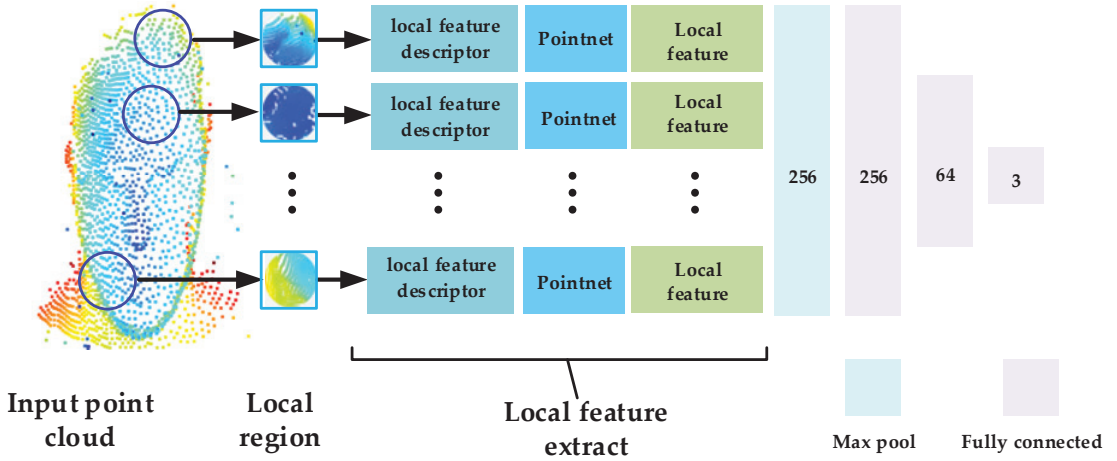 local feature
descriptor
Pointnet
Local
feature
local feature
descriptor
Pointnet
Local
feature
256
256
64
3
local feature
descriptor
Pointnet
Local
feature
Input point
cloud
Local
region
Local feature
extract
Max pool
Fully connected